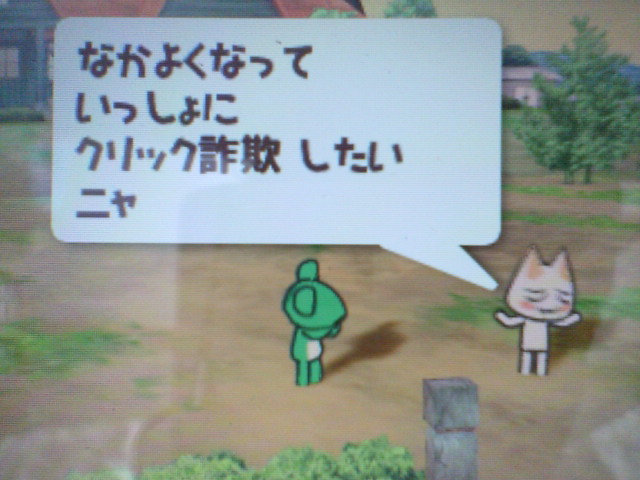 なかよくなって
いっしょに
クリック詐欺 したい
ニャ